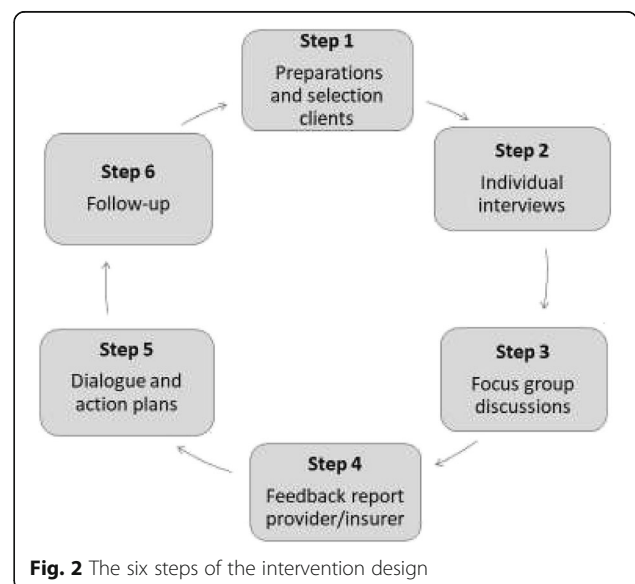 Step 1
Preparations
and selection
clients
Step 2
Individual
interviews
Step 3
Focus group
discussions
Step 4
Feedback report
provider/insurer
Step 5
Dialogue and
action plans
Step 6
Follow-up
Fig. 2 The six steps of the intervention design